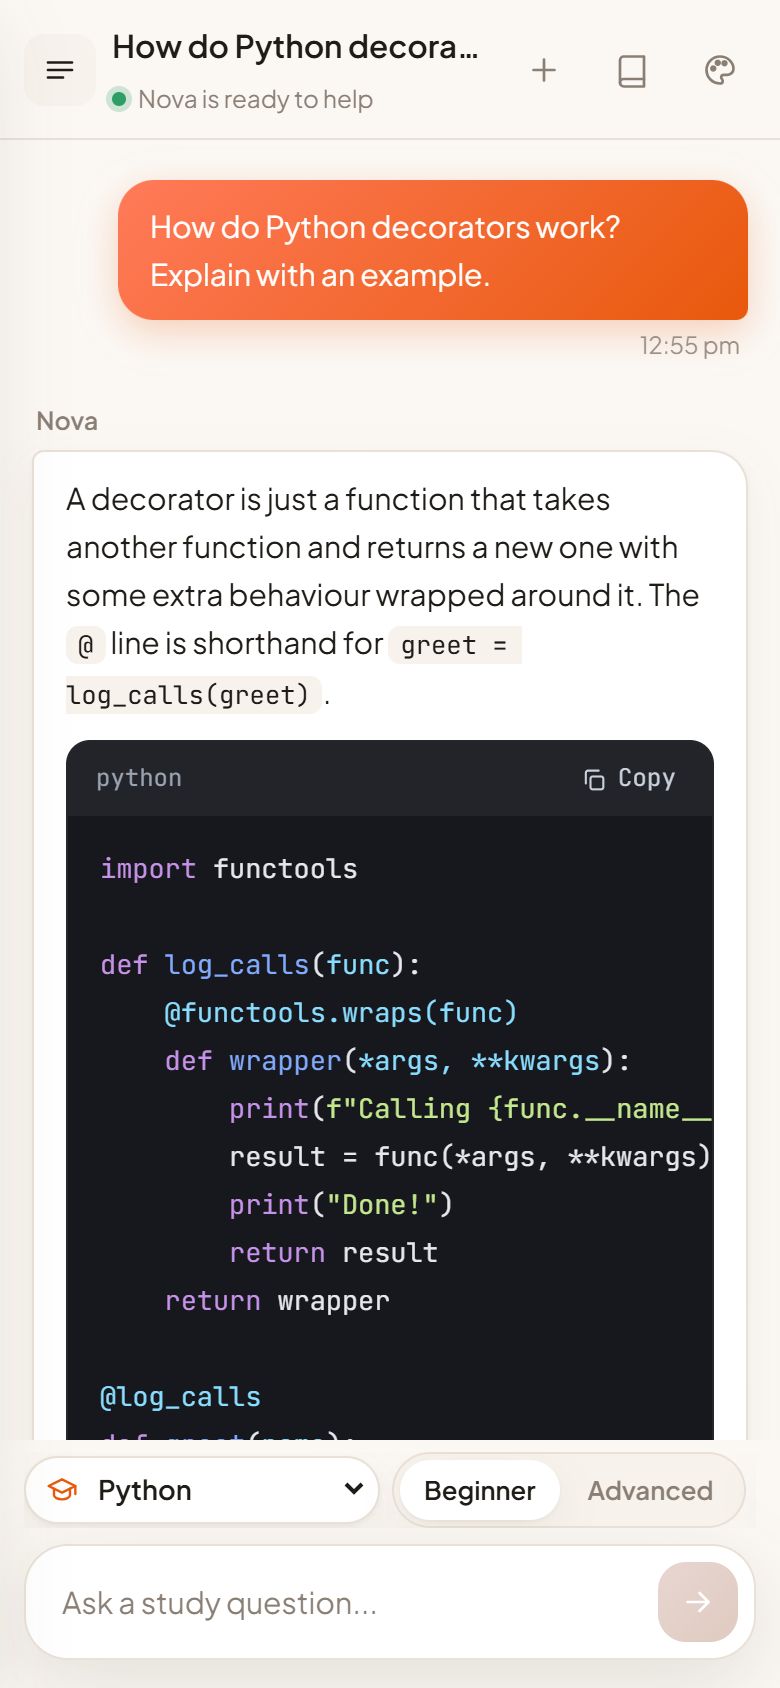 How do Python decora...
Nova is ready to help
How do Python decorators work?
Explain with an example.
12:55 pm
Nova
A decorator is just a function that takes
another function and returns a new one with
some extra behaviour wrapped around it. The
@ line is shorthand for greet =
log_calls(greet) .
python
Copy
import functools
def log_calls(func):
    @functools.wraps(func)
    def wrapper(*args, **kwargs):
        print(f"Calling {func.__name__
        result = func(*args, **kwargs)
        print("Done!")
        return result
    return wrapper
@log_calls
def greet(name):
Python
Beginner
Advanced
Ask a study question...